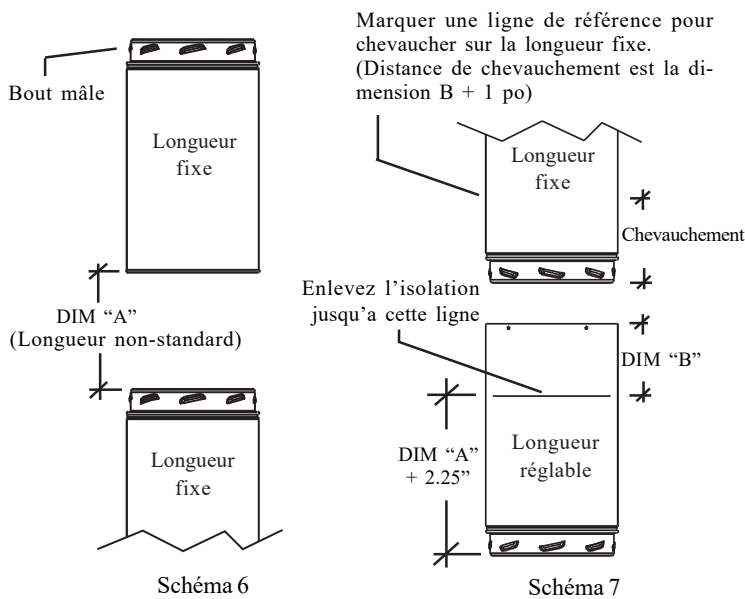 Bout mâle
Longueur
fixe
DIM “A”
(Longueur non-standard)
Longueur
fixe
Schéma 6
Marquer une ligne de référence pour
chevaucher sur la longueur fixe.
(Distance de chevauchement est la di-
mension B + 1 po)
Longueur
fixe
Chevauchement
Enlevez l’isolation
jusqu’a cette ligne
DIM “B”
DIM “A”
+ 2.25”
Longueur
réglable
Schéma 7